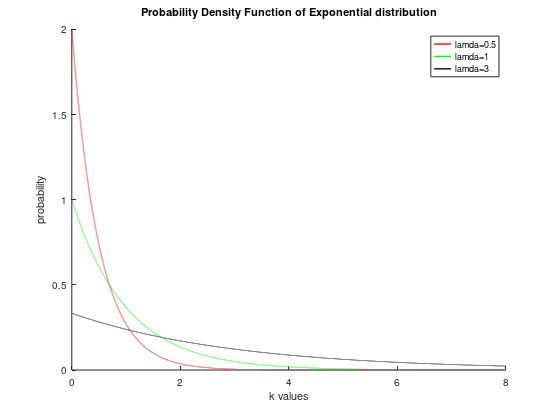 Probability Density Function of Exponential distribution
lamda=0.5
lamda=1
lamda=3
2
1.5
1
0.5
0
probability
0 2 4 6 8
k values